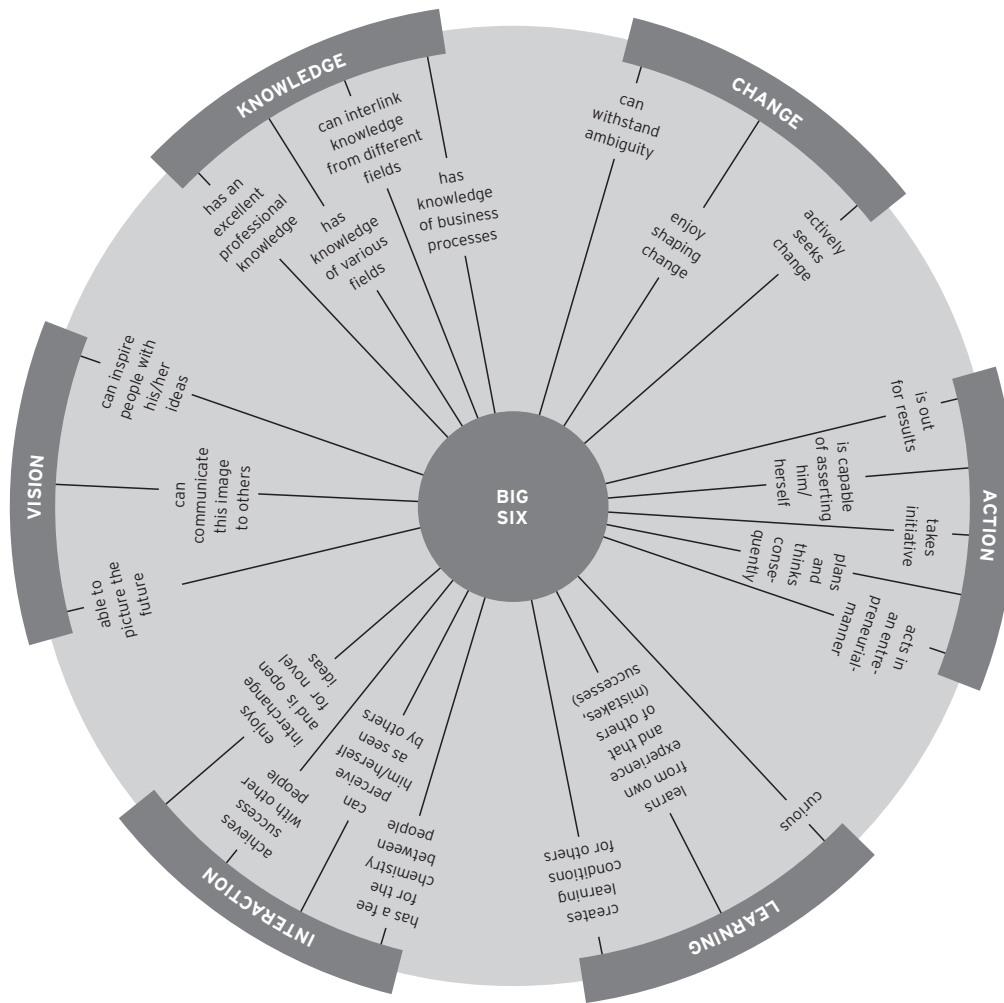 KNOWLEDGE
has an
excellent
professional
knowledge
has
knowledge
of various
fields
can interlink
knowledge
from different
fields
has
knowledge
of business
processes
CHANGE
can
withstand
ambiguity
enjoy
shaping
change
actively
seeks
change
ACTION
is out
for results
is capable
of asserting
him/
herself
takes
initiative
plans
and
thinks
conse-
quently
acts in
an entre-
preneurial-
manner
LEARNING
curious
learns
from own
experience
and that
of others
(mistakes,
successes)
creates
learning
conditions
for others
INTERACTION
has a fee
for the
chemistry
between
people
can
perceive
him/herself
as seen
by others
achieves
success
with other
people
enjoys
interchange
and is open
for novel
ideas
VISION
able to
picture the
future
can
communicate
this image
to others
can inspire
people with
his/her
ideas
BIG
SIX